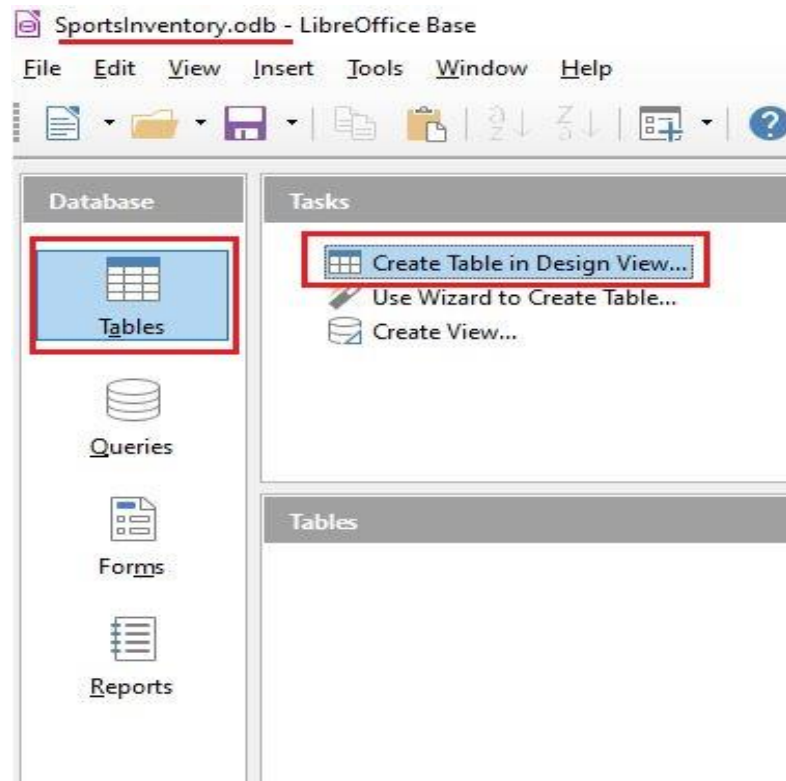 SportsInventory.odb - LibreOffice Base
File Edit View Insert Tools Window Help
Database
Tables
Queries
Forms
Reports
Tasks
Create Table in Design View...
Use Wizard to Create Table...
Create View...
Tables